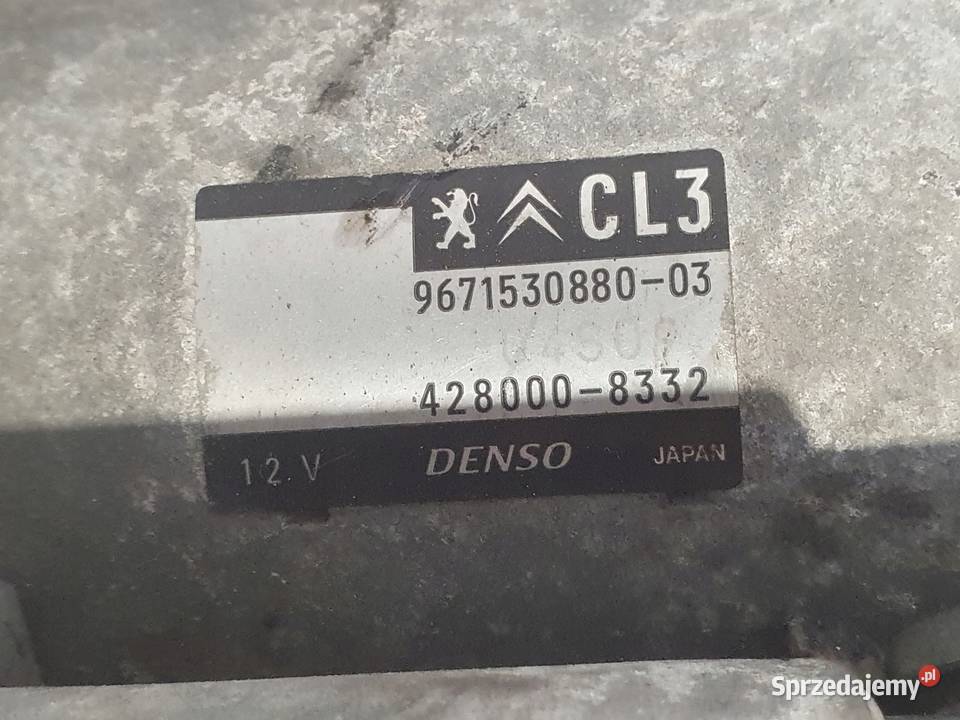 CL3
9671530880-03
428000-8332
12 V DENSO JAPAN
Sprzedajemy.pl